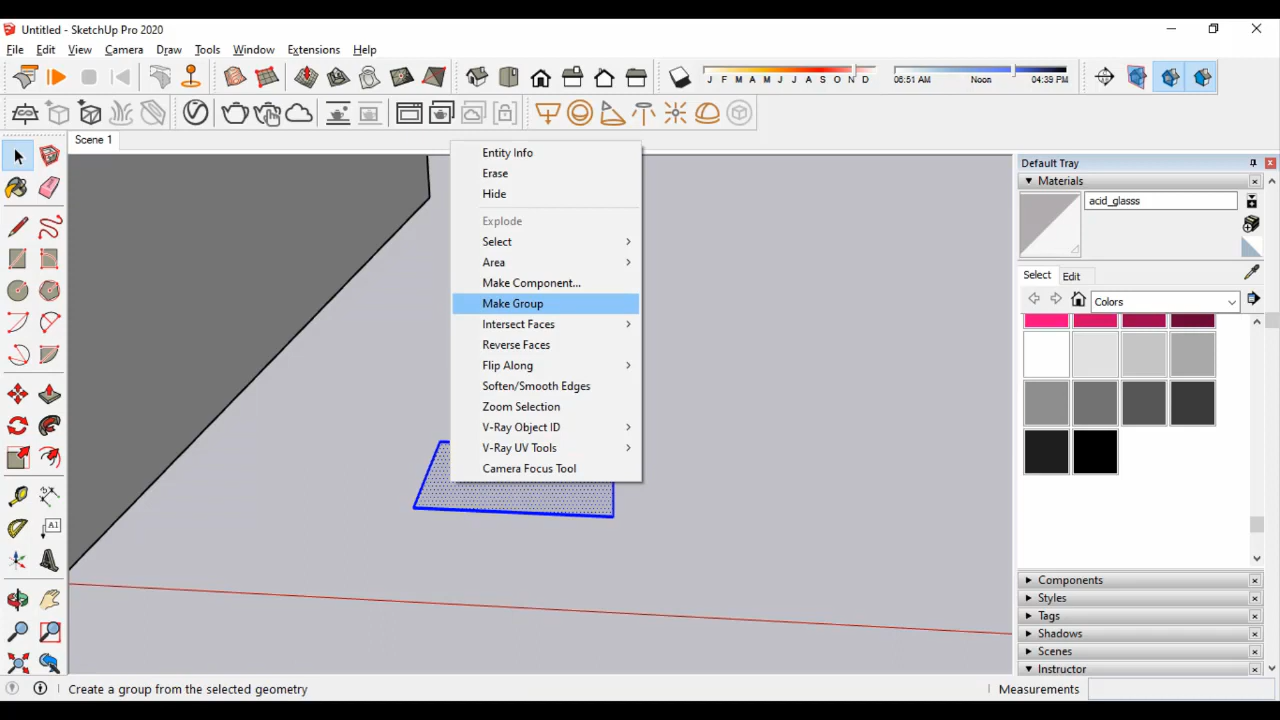 Untitled - SketchUp Pro 2020
File Edit View Camera Draw Tools Window Extensions Help
J F M A M J J A S O N D 06:51 AM Noon 04:39 PM
Scene 1
Entity Info
Erase
Hide
Explode
Select
Area
Make Component...
Make Group
Intersect Faces
Reverse Faces
Flip Along
Soften/Smooth Edges
Zoom Selection
V-Ray Object ID
V-Ray UV Tools
Camera Focus Tool
AI
Default Tray
Materials
acid_glasss
Select Edit
Colors
Components
Styles
Tags
Shadows
Scenes
Instructor
Create a group from the selected geometry
Measurements